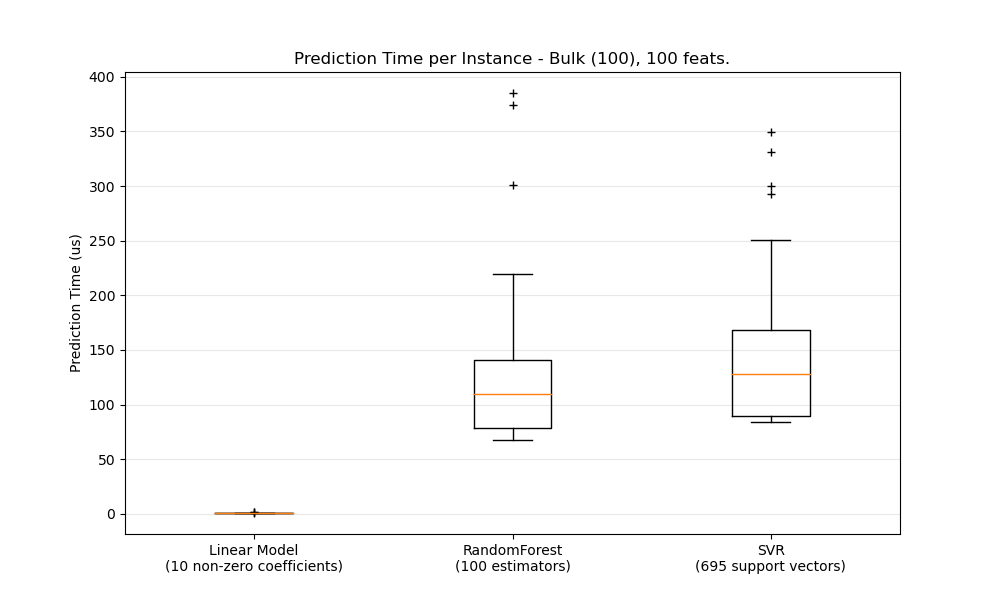 Prediction Time per Instance - Bulk (100), 100 feats.
400
350
300
250
200
150
100
50
0
Prediction Time (us)
Linear Model
(10 non-zero coefficients)
RandomForest
(100 estimators)
SVR
(695 support vectors)